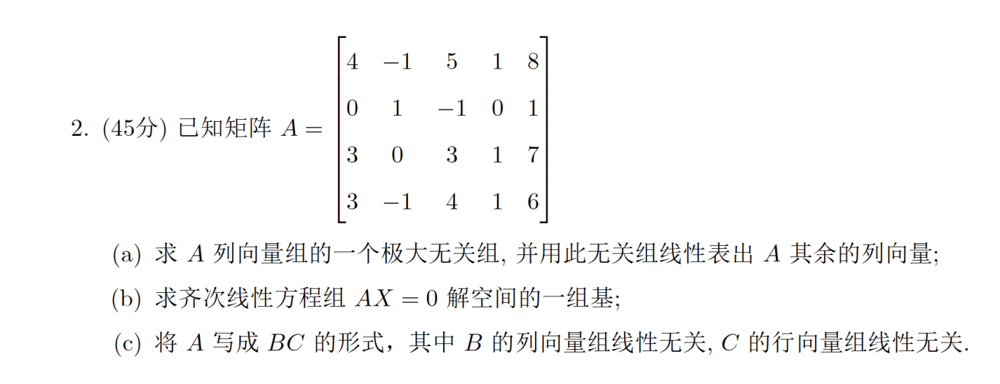 2. (45分) 已知矩阵 A =
4 −1 5 1 8
0 1 −1 0 1
3 0 3 1 7
3 −1 4 1 6
(a) 求 A 列向量组的一个极大无关组, 并用此无关组线性表出 A 其余的列向量;
(b) 求齐次线性方程组 AX = 0 解空间的一组基;
(c) 将 A 写成 BC 的形式，其中 B 的列向量组线性无关, C 的行向量组线性无关.